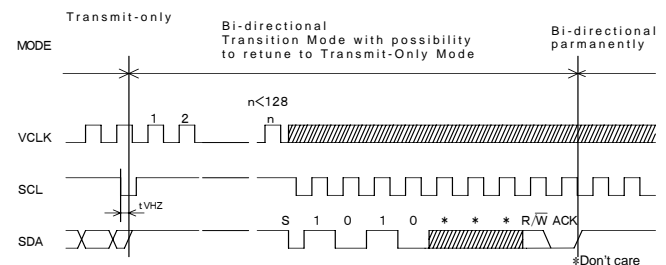 Transmit-only
Bi-directional
Transition Mode with possibility
to retune to Transmit-Only Mode
Bi-directional
parmanently
MODE
n<128
1 2 n
VCLK
SCL
tVHZ
S 1 0 1 0 * * * R/W ACK
SDA
*Don't care